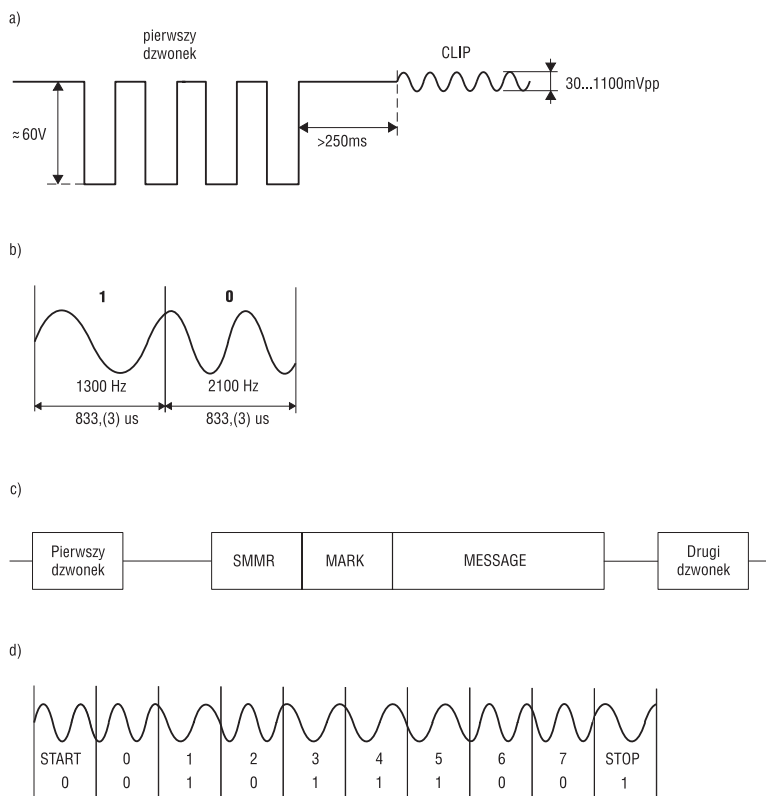 a)
pierwszy
dzwonek
CLIP
30...1100mVpp
≈ 60V
>250ms
b)
1 0
1300 Hz 2100 Hz
833,(3) us 833,(3) us
c)
Pierwszy
dzwonek
SMMR MARK MESSAGE
Drugi
dzwonek
d)
START 0 1 2 3 4 5 6 7 STOP
0 0 1 0 1 1 1 0 0 1